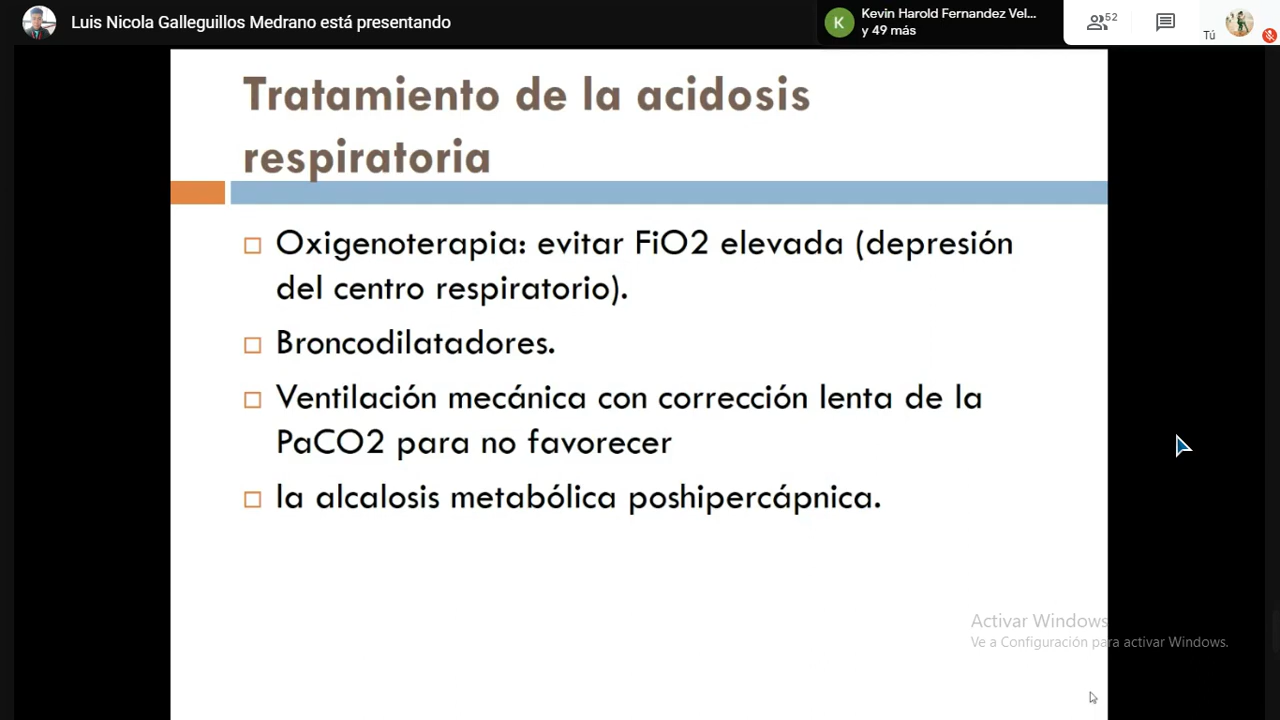 Luis Nicola Galleguillos Medrano está presentando
K
Kevin Harold Fernandez Vel...
y 49 más
52
Tú
Tratamiento de la acidosis
respiratoria
Oxigenoterapia: evitar FiO2 elevada (depresión
del centro respiratorio).
Broncodilatadores.
Ventilación mecánica con corrección lenta de la
PaCO2 para no favorecer
la alcalosis metabólica poshipercápnica.
Activar Windows
Ve a Configuración para activar Windows.